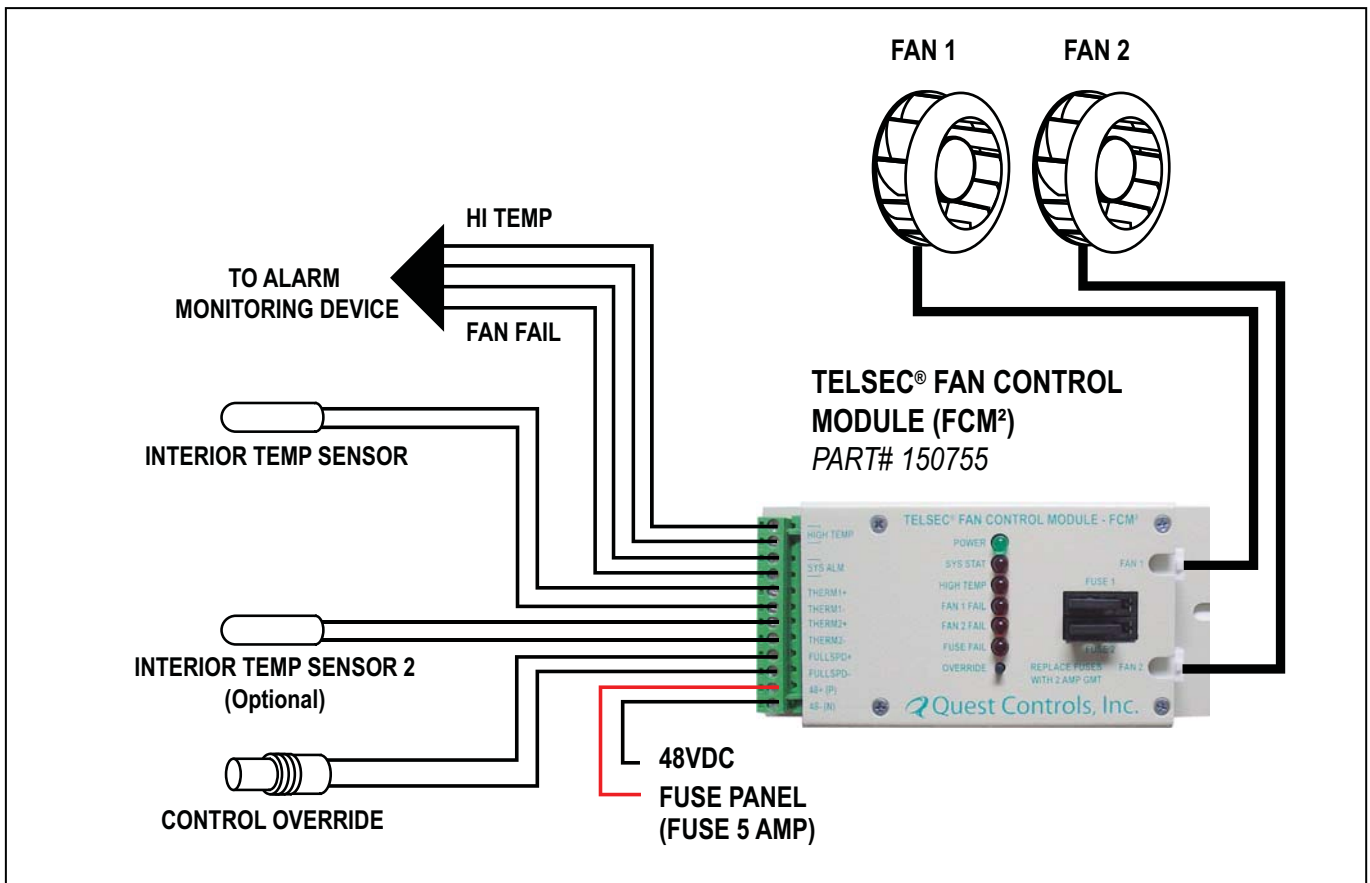 FAN 1
FAN 2
HI TEMP
TO ALARM
MONITORING DEVICE
FAN FAIL
TELSEC® FAN CONTROL
MODULE (FCM²)
PART# 150755
INTERIOR TEMP SENSOR
INTERIOR TEMP SENSOR 2
(Optional)
CONTROL OVERRIDE
48VDC
FUSE PANEL
(FUSE 5 AMP)
TELSEC® FAN CONTROL MODULE - FCM²
HIGH TEMP
SYS ALM
THERM1+
THERM1-
THERM2+
THERM2-
FULLSPD+
FULLSPD-
48+ (P)
48- (N)
POWER
SYS STAT
HIGH TEMP
FAN 1 FAIL
FAN 2 FAIL
FUSE FAIL
OVERRIDE
FAN 1
FUSE 1
FUSE 2
REPLACE FUSES
WITH 2 AMP GMT
FAN 2
Quest Controls, Inc.